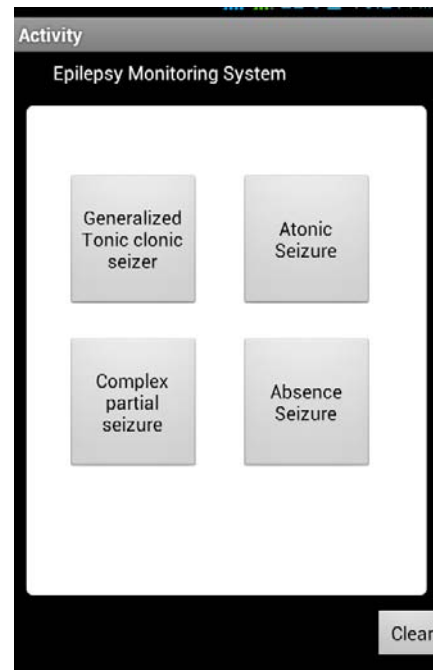 Activity
Epilepsy Monitoring System
Generalized
Tonic clonic
seizer
Atonic
Seizure
Complex
partial
seizure
Absence
Seizure
Clear